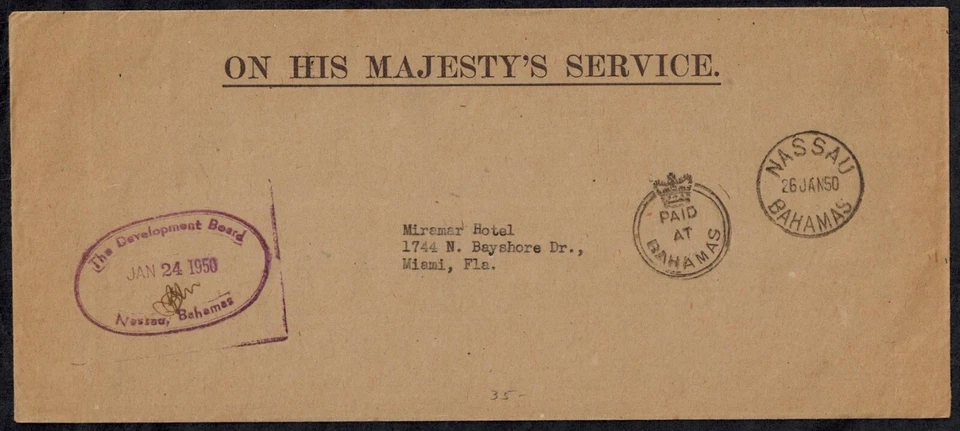 ON HIS MAJESTY'S SERVICE.
NASSAU
26 JAN 50
BAHAMAS
PAID
AT
BAHAMAS
Miramar Hotel
1744 N. Bayshore Dr.,
Miami, Fla.
The Development Board
JAN 24 1950
Nassau, Bahamas
35-